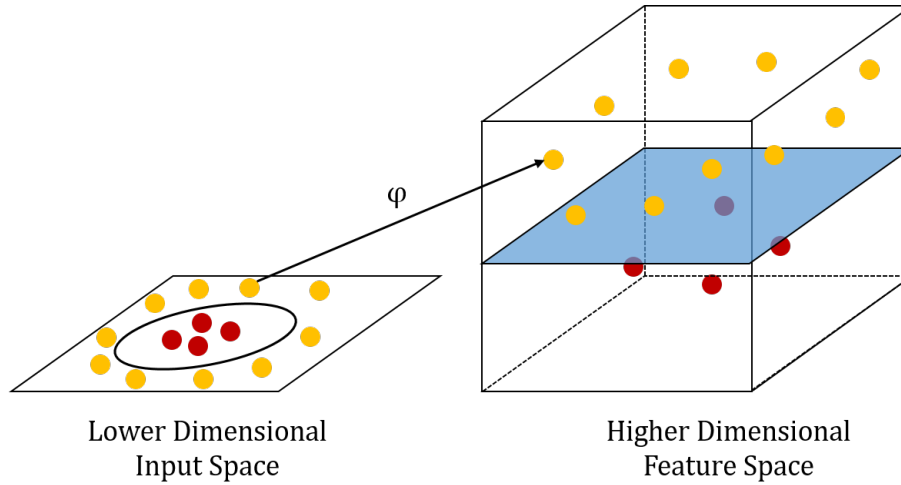 φ
Lower Dimensional
Input Space
Higher Dimensional
Feature Space